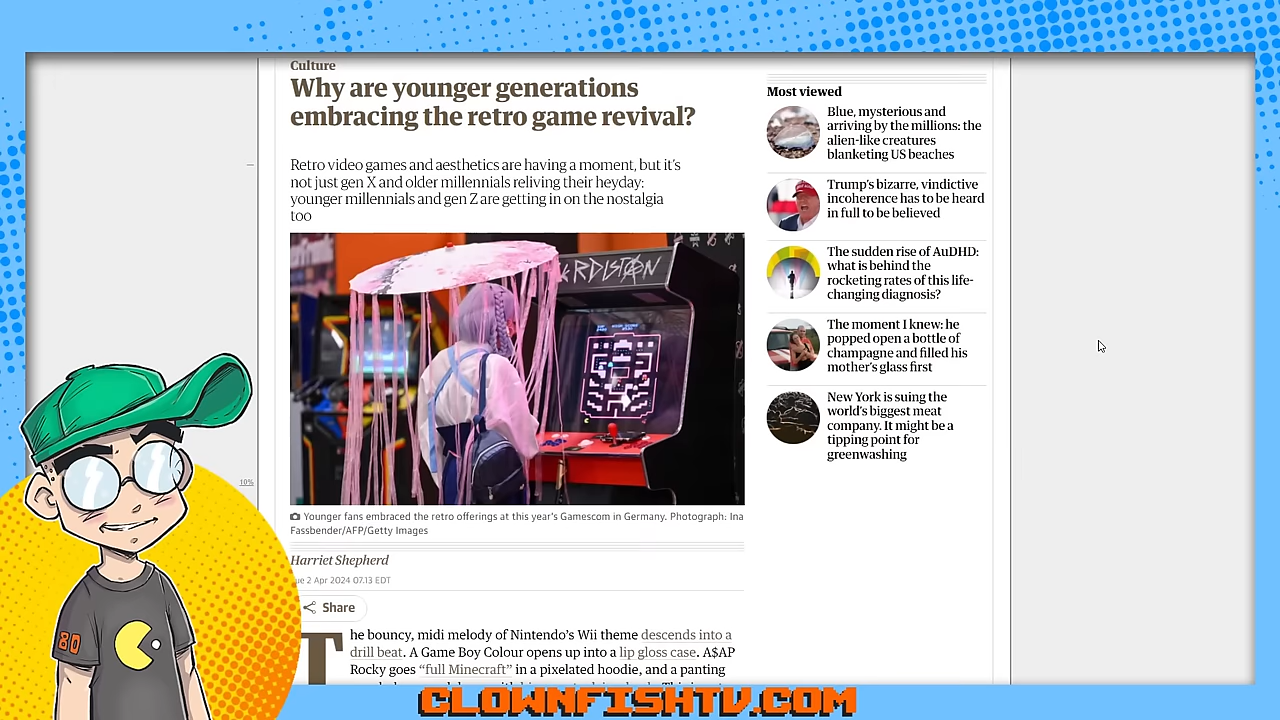 Culture
Why are younger generations
embracing the retro game revival?
Retro video games and aesthetics are having a moment, but it's
not just gen X and older millennials reliving their heyday:
younger millennials and gen Z are getting in on the nostalgia
too
Younger fans embraced the retro offerings at this year's Gamescom in Germany. Photograph: Ina
Fassbender/AFP/Getty Images
Harriet Shepherd
ue 2 Apr 2024 07.13 EDT
Share
The bouncy, midi melody of Nintendo's Wii theme descends into a
drill beat. A Game Boy Colour opens up into a lip gloss case. A$AP
Rocky goes "full Minecraft" in a pixelated hoodie, and a panting
Most viewed
Blue, mysterious and
arriving by the millions: the
alien-like creatures
blanketing US beaches
Trump's bizarre, vindictive
incoherence has to be heard
in full to be believed
The sudden rise of AuDHD:
what is behind the
rocketing rates of this life-
changing diagnosis?
The moment I knew: he
popped open a bottle of
champagne and filled his
mother's glass first
New York is suing the
world's biggest meat
company. It might be a
tipping point for
greenwashing
10%
80
CLOWNFISHTV.COM